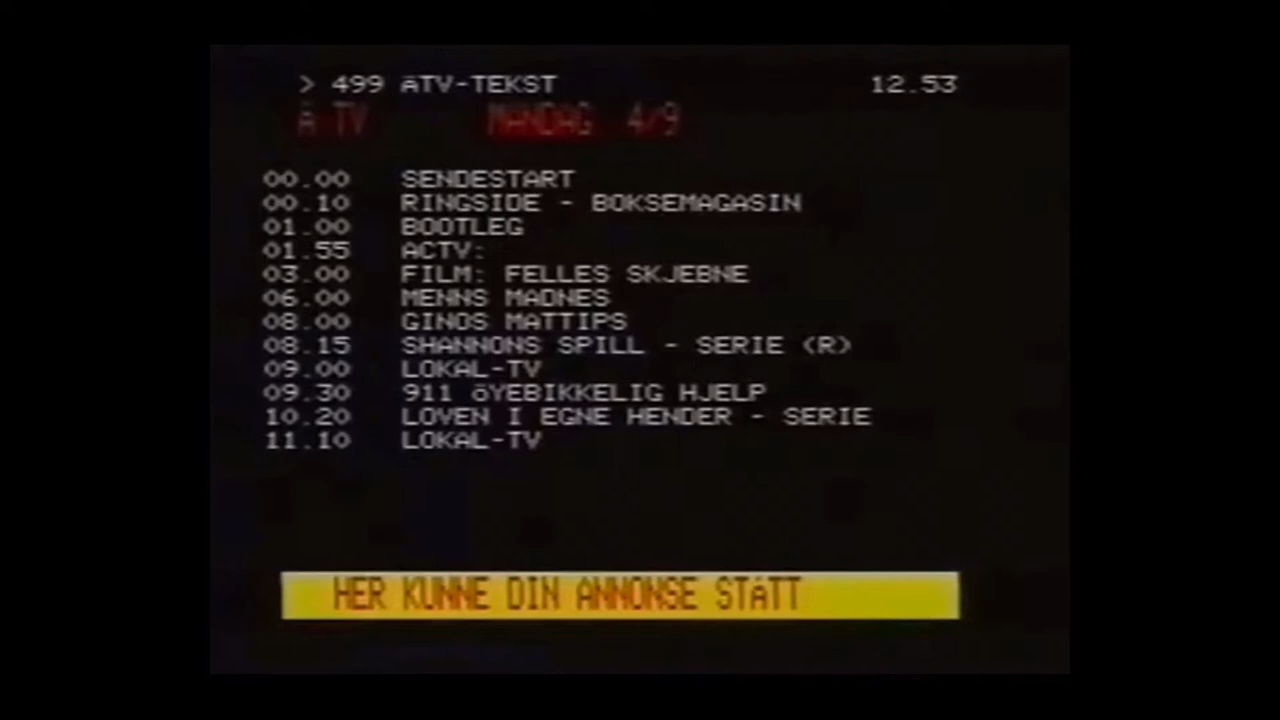 > 499 äTV-TEKST 12.53
Ä TV MANDAG 4/9
00.00 SENDESTART
00.10 RINGSIDE - BOKSEMAGASIN
01.00 BOOTLEG
01.55 ACTV:
03.00 FILM: FELLES SKJEBNE
06.00 MENNS MADNES
08.00 GINOS MATTIPS
08.15 SHANNONS SPILL - SERIE (R)
09.00 LOKAL-TV
09.30 911 öYEBIKKELIG HJELP
10.20 LOVEN I EGNE HENDER - SERIE
11.10 LOKAL-TV
HER KUNNE DIN ANNONSE STáTT